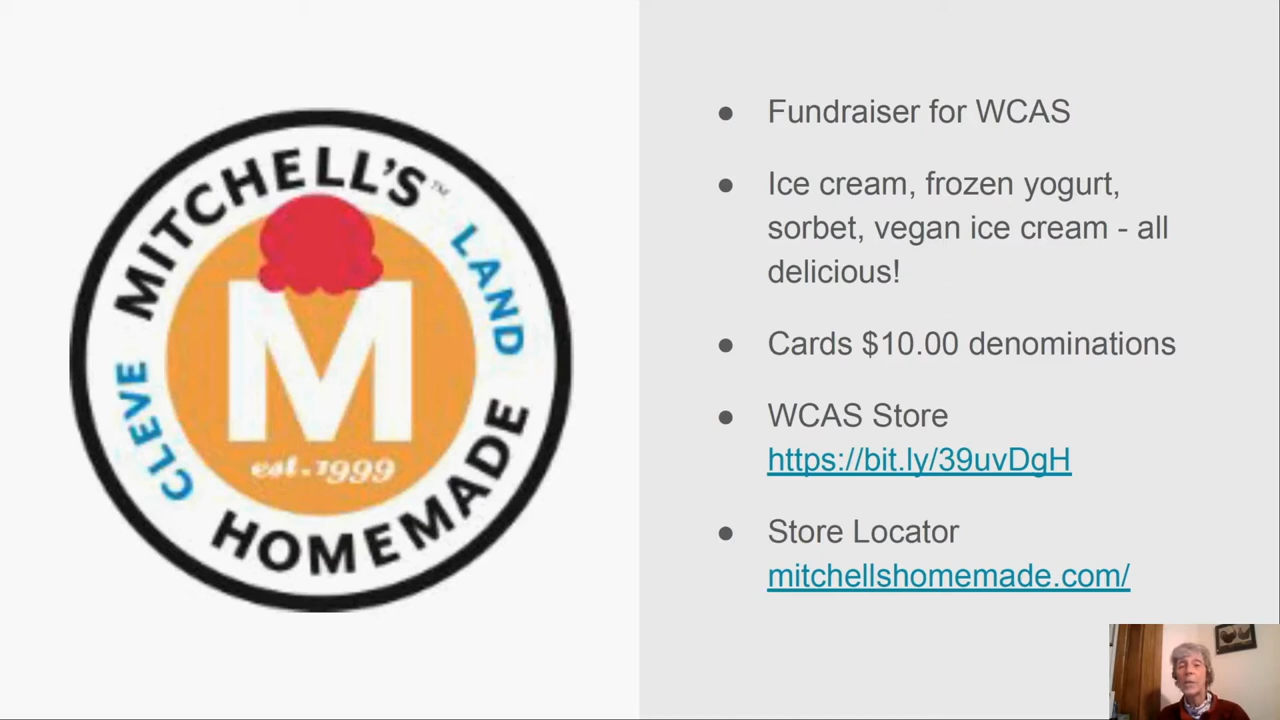 MITCHELL'S™
CLEVE LAND
M
est. 1999
HOMEMADE
● Fundraiser for WCAS
● Ice cream, frozen yogurt,
sorbet, vegan ice cream - all
delicious!
● Cards $10.00 denominations
● WCAS Store
https://bit.ly/39uvDgH
● Store Locator
mitchellshomemade.com/